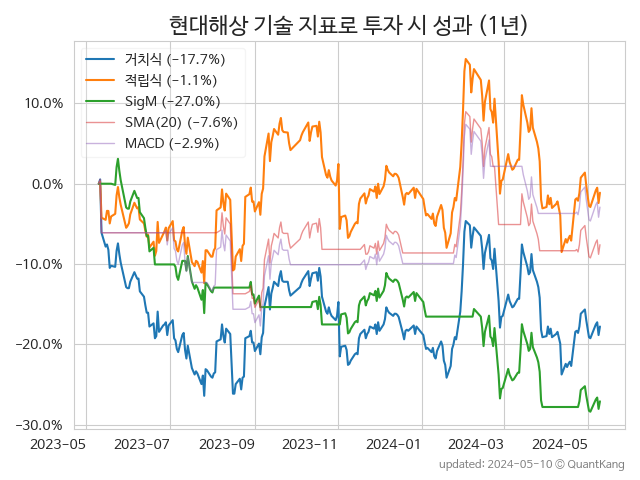 현대해상 기술 지표로 투자 시 성과 (1년)
거치식 (−17.7%)
적립식 (−1.1%)
SigM (−27.0%)
SMA(20) (−7.6%)
MACD (−2.9%)
10.0%
0.0%
−10.0%
−20.0%
−30.0%
2023-05 2023-07 2023-09 2023-11 2024-01 2024-03 2024-05
updated: 2024-05-10 © QuantKang